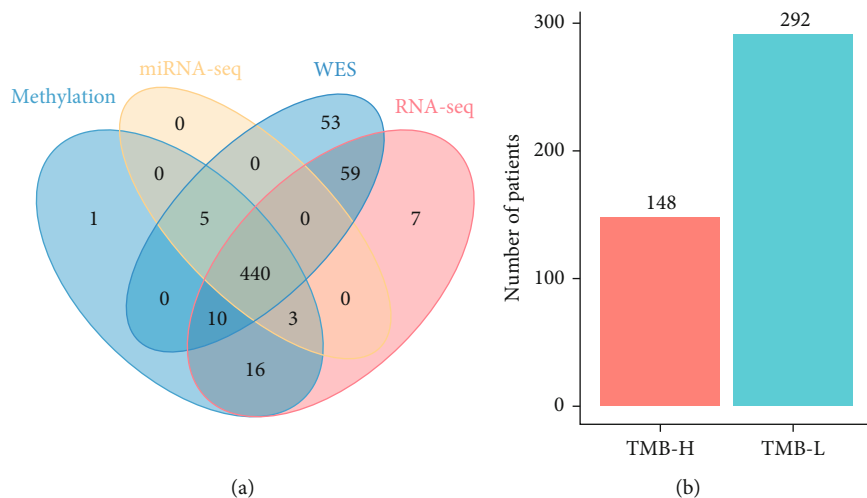 Methylation
miRNA-seq
WES
RNA-seq
0
53
0
0
59
1
5
0
7
440
0
10
3
0
16
(a)
Number of patients
300
200
100
0
148
292
TMB-H
TMB-L
(b)